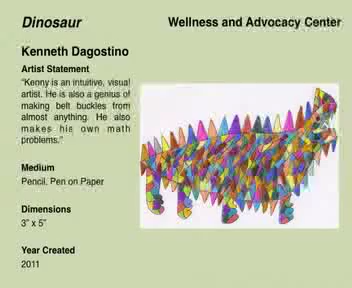 Dinosaur
Wellness and Advocacy Center
Kenneth Dagostino
Artist Statement
"Kenny is an intuitive, visual
artist. He is also a genius of
making belt buckles from
almost anything. He also
makes his own math
problems."
Medium
Pencil, Pen on Paper
Dimensions
3" x 5"
Year Created
2011